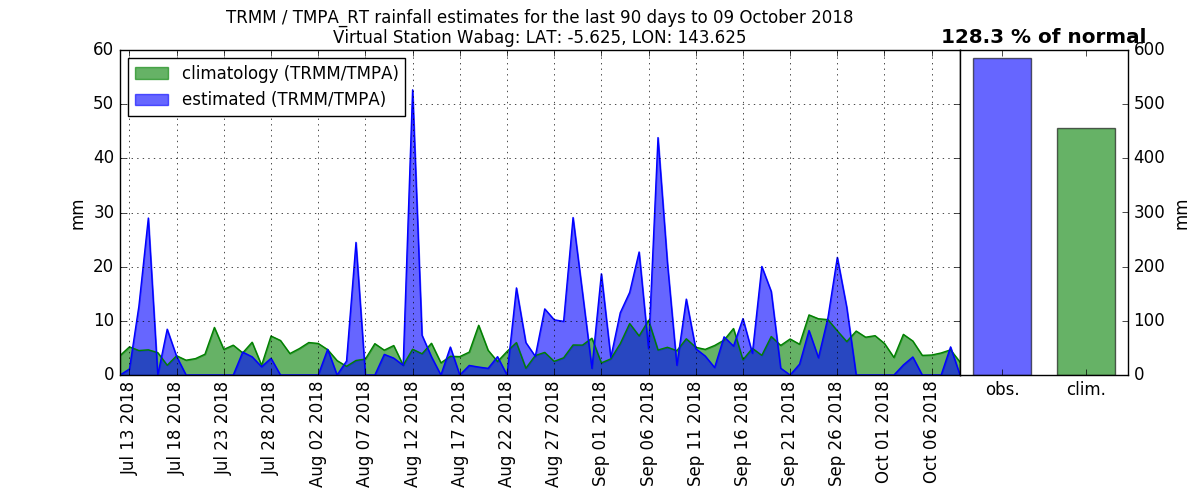 TRMM / TMPA_RT rainfall estimates for the last 90 days to 09 October 2018
Virtual Station Wabag: LAT: -5.625, LON: 143.625
128.3 % of normal
climatology (TRMM/TMPA)
estimated (TRMM/TMPA)
60
50
40
30
20
10
0
mm
600
500
400
300
200
100
0
mm
Jul 13 2018
Jul 18 2018
Jul 23 2018
Jul 28 2018
Aug 02 2018
Aug 07 2018
Aug 12 2018
Aug 17 2018
Aug 22 2018
Aug 27 2018
Sep 01 2018
Sep 06 2018
Sep 11 2018
Sep 16 2018
Sep 21 2018
Sep 26 2018
Oct 01 2018
Oct 06 2018
obs.
clim.